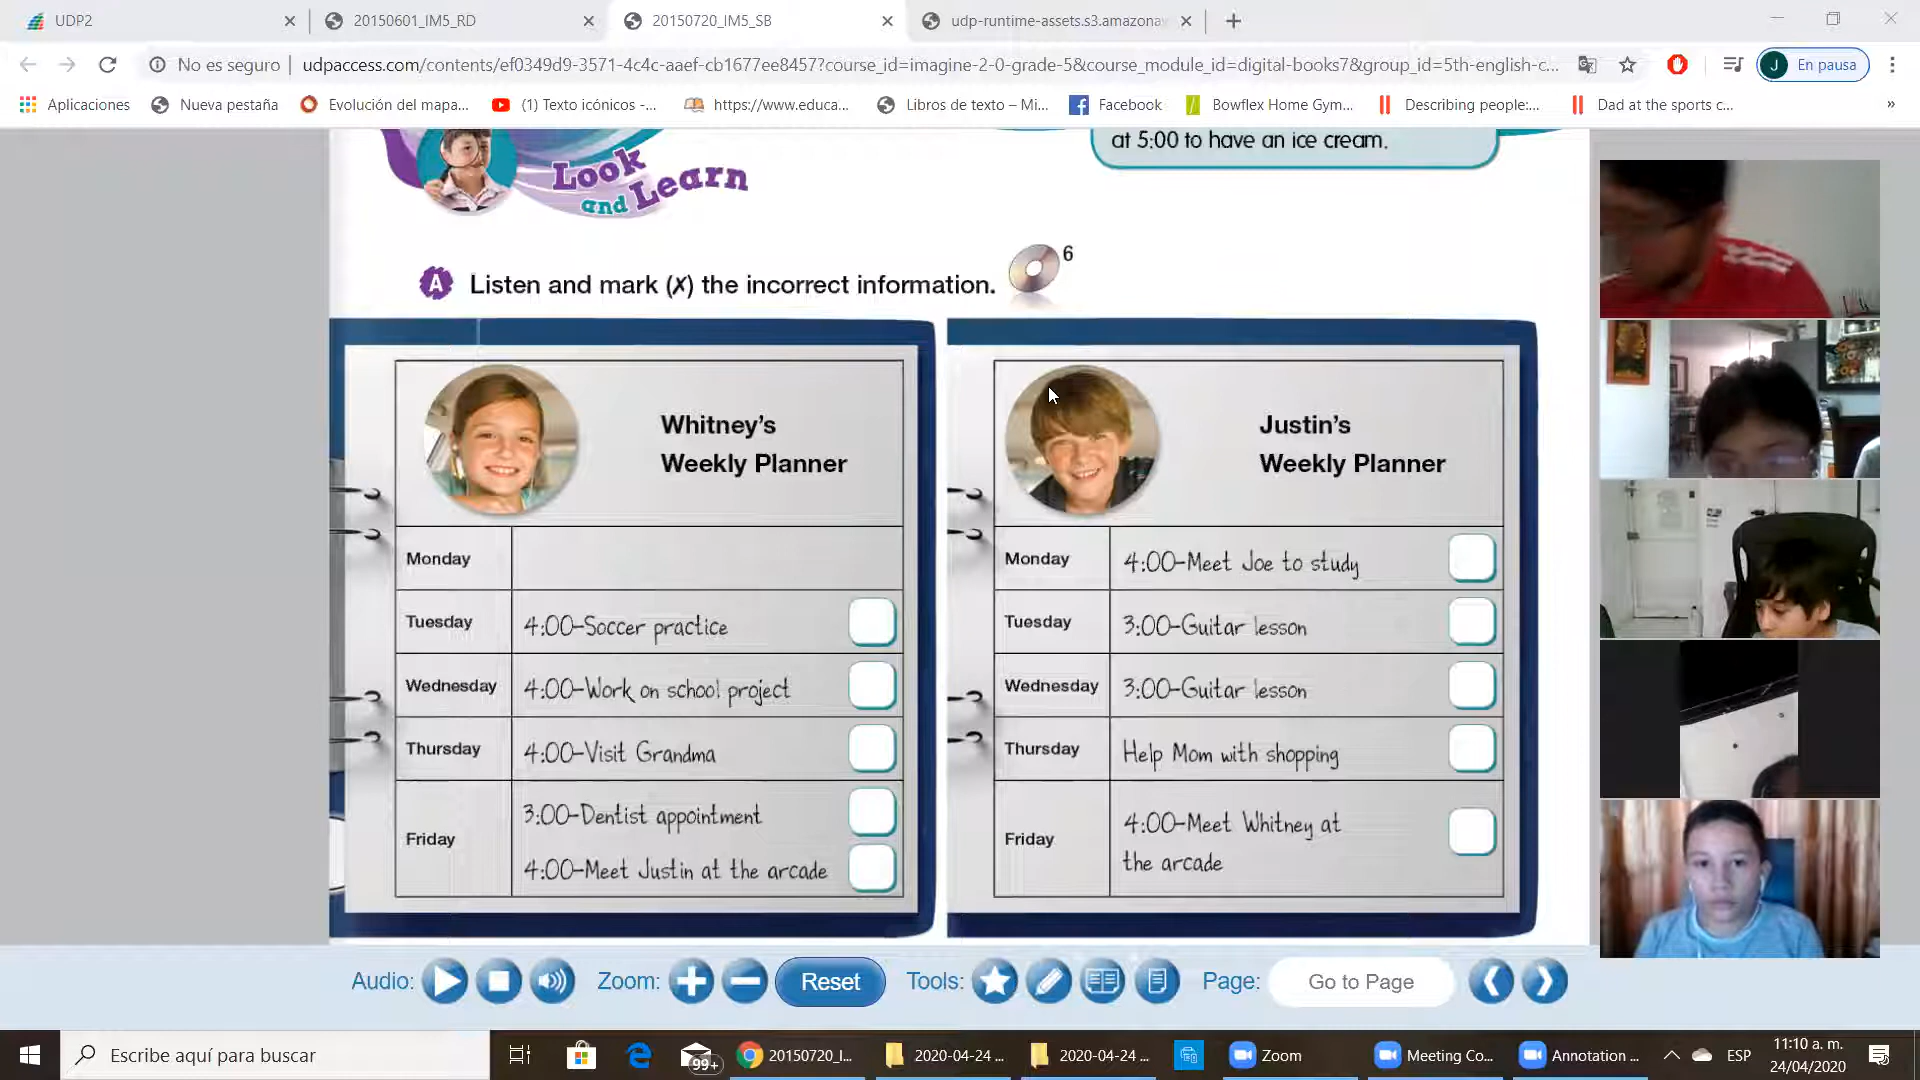 UDP2
20150601_IM5_RD
20150720_IM5_SB
udp-runtime-assets.s3.amazona
No es seguro
udpaccess.com/contents/ef0349d9-3571-4c4c-aaef-cb1677ee8457?course_id=imagine-2-0-grade-5&course_module_id=digital-books7&group_id=5th-english-c...
J En pausa
Aplicaciones
Nueva pestaña
Evolución del mapa...
(1) Texto icónicos -...
https://www.educa...
Libros de texto – Mi...
Facebook
Bowflex Home Gym...
Describing people:...
Dad at the sports c...
»
at 5:00 to have an ice cream.
Look
and Learn
6
A Listen and mark (✗) the incorrect information.
Whitney's
Weekly Planner
Monday
Tuesday 4:00-Soccer practice
Wednesday 4:00-Work on school project
Thursday 4:00-Visit Grandma
Friday
3:00-Dentist appointment
4:00-Meet Justin at the arcade
Justin's
Weekly Planner
Monday 4:00-Meet Joe to study
Tuesday 3:00-Guitar lesson
Wednesday 3:00-Guitar lesson
Thursday Help Mom with shopping
Friday
4:00-Meet Whitney at
the arcade
Audio:
Zoom:
Reset
Tools:
Page:
Go to Page
Escribe aquí para buscar
99+
20150720_I...
2020-04-24 ...
2020-04-24 ...
Zoom
Meeting Co...
Annotation ...
ESP
11:10 a. m.
24/04/2020